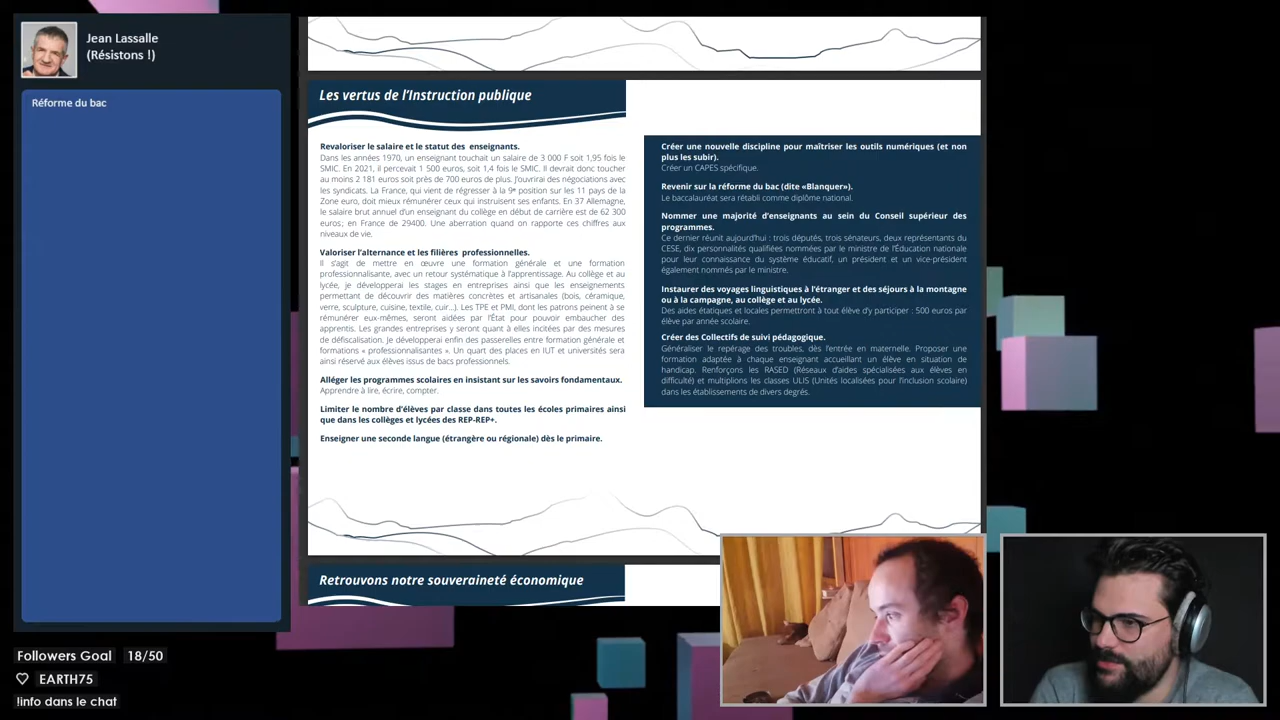 Jean Lassalle
(Résistons !)
Réforme du bac
Les vertus de l'Instruction publique
Revaloriser le salaire et le statut des enseignants.
Dans les années 1970, un enseignant touchait un salaire de 3 000 F soit 1,95 fois le
SMIC. En 2021, il percevait 1 500 euros, soit 1,4 fois le SMIC. Il devrait donc toucher
au moins 2 181 euros soit près de 700 euros de plus. J'ouvrirai des négociations avec
les syndicats. La France, qui vient de régresser à la 9ᵉ position sur les 11 pays de la
Zone euro, doit mieux rémunérer ceux qui instruisent ses enfants. En 37 Allemagne,
le salaire brut annuel d'un enseignant du collège en début de carrière est de 62 300
euros ; en France de 29400. Une aberration quand on rapporte ces chiffres aux
niveaux de vie.
Valoriser l'alternance et les filières professionnelles.
Il s'agit de mettre en œuvre une formation générale et une formation
professionnalisante, avec un retour systématique à l'apprentissage. Au collège et au
lycée, je développerai les stages en entreprises ainsi que les enseignements
permettant de découvrir des matières concrètes et artisanales (bois, céramique,
verre, sculpture, cuisine, textile, cuir...). Les TPE et PMI, dont les patrons peinent à se
rémunérer eux-mêmes, seront aidées par l'État pour pouvoir embaucher des
apprentis. Les grandes entreprises y seront quant à elles incitées par des mesures
de défiscalisation. Je développerai enfin des passerelles entre formation générale et
formations « professionnalisantes ». Un quart des places en IUT et universités sera
ainsi réservé aux élèves issus de bacs professionnels.
Alléger les programmes scolaires en insistant sur les savoirs fondamentaux.
Apprendre à lire, écrire, compter.
Limiter le nombre d'élèves par classe dans toutes les écoles primaires ainsi
que dans les collèges et lycées des REP-REP+.
Enseigner une seconde langue (étrangère ou régionale) dès le primaire.
Créer une nouvelle discipline pour maîtriser les outils numériques (et non
plus les subir).
Créer un CAPES spécifique.
Revenir sur la réforme du bac (dite «Blanquer»).
Le baccalauréat sera rétabli comme diplôme national.
Nommer une majorité d'enseignants au sein du Conseil supérieur des
programmes.
Ce dernier réunit aujourd'hui : trois députés, trois sénateurs, deux représentants du
CESE, dix personnalités qualifiées nommées par le ministre de l'Éducation nationale
pour leur connaissance du système éducatif, un président et un vice-président
également nommés par le ministre.
Instaurer des voyages linguistiques à l'étranger et des séjours à la montagne
ou à la campagne, au collège et au lycée.
Des aides étatiques et locales permettront à tout élève d'y participer : 500 euros par
élève par année scolaire.
Créer des Collectifs de suivi pédagogique.
Généraliser le repérage des troubles, dès l'entrée en maternelle. Proposer une
formation adaptée à chaque enseignant accueillant un élève en situation de
handicap. Renforçons les RASED (Réseaux d'aides spécialisées aux élèves en
difficulté) et multiplions les classes ULIS (Unités localisées pour l'inclusion scolaire)
dans les établissements de divers degrés.
Retrouvons notre souveraineté économique
Followers Goal 18/50
EARTH75
!info dans le chat